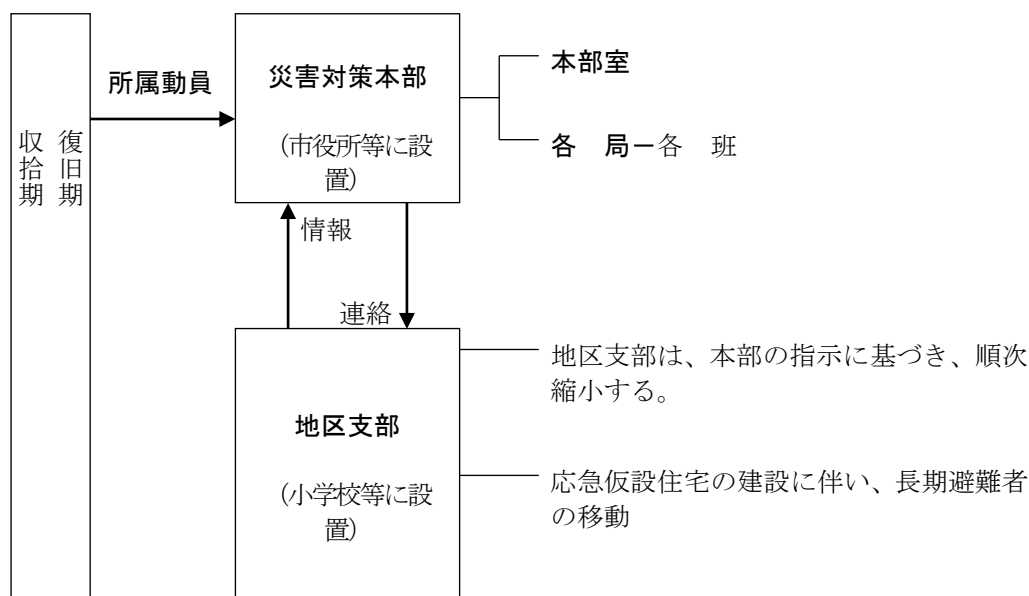 収拾期
復旧期
所属動員
災害対策本部
(市役所等に設
置)
本部室
各　局－各　班
情報
連絡
地区支部
(小学校等に設
置)
地区支部は、本部の指示に基づき、順次
縮小する。
応急仮設住宅の建設に伴い、長期避難者
の移動